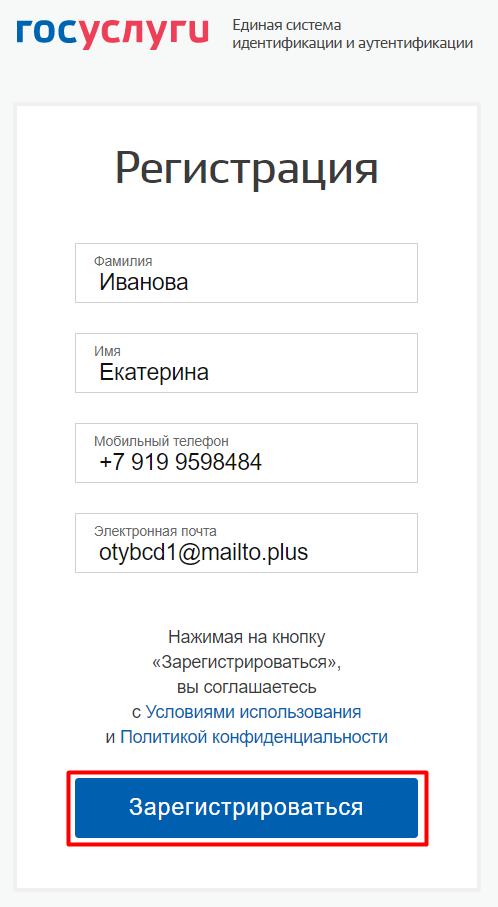 госуслуги
Единая система
идентификации и аутентификации
Регистрация
Фамилия
Иванова
Имя
Екатерина
Мобильный телефон
+7 919 9598484
Электронная почта
otybcd1@mailto.plus
Нажимая на кнопку
«Зарегистрироваться»,
вы соглашаетесь
с Условиями использования
и Политикой конфиденциальности
Зарегистрироваться